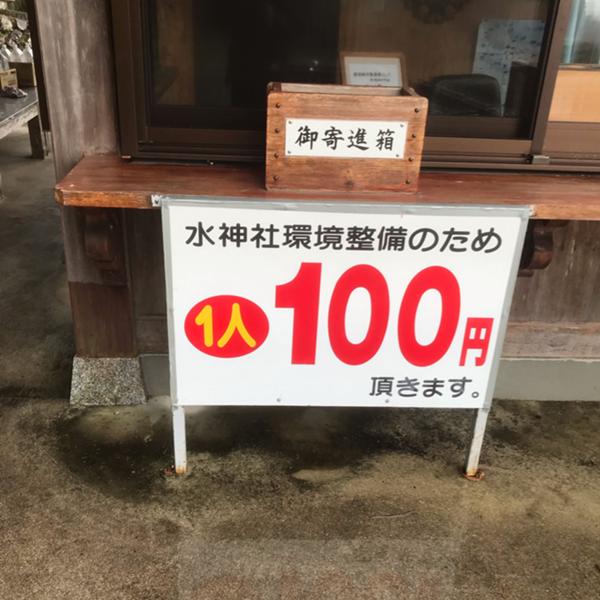 御寄進箱
水神社環境整備のため
1人
100円
頂きます。